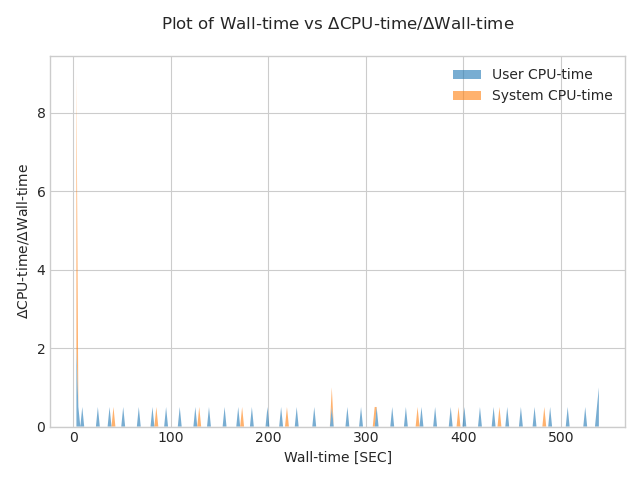 Plot of Wall-time vs ΔCPU-time/ΔWall-time
User CPU-time
System CPU-time
ΔCPU-time/ΔWall-time
8
6
4
2
0
0 100 200 300 400 500
Wall-time [SEC]